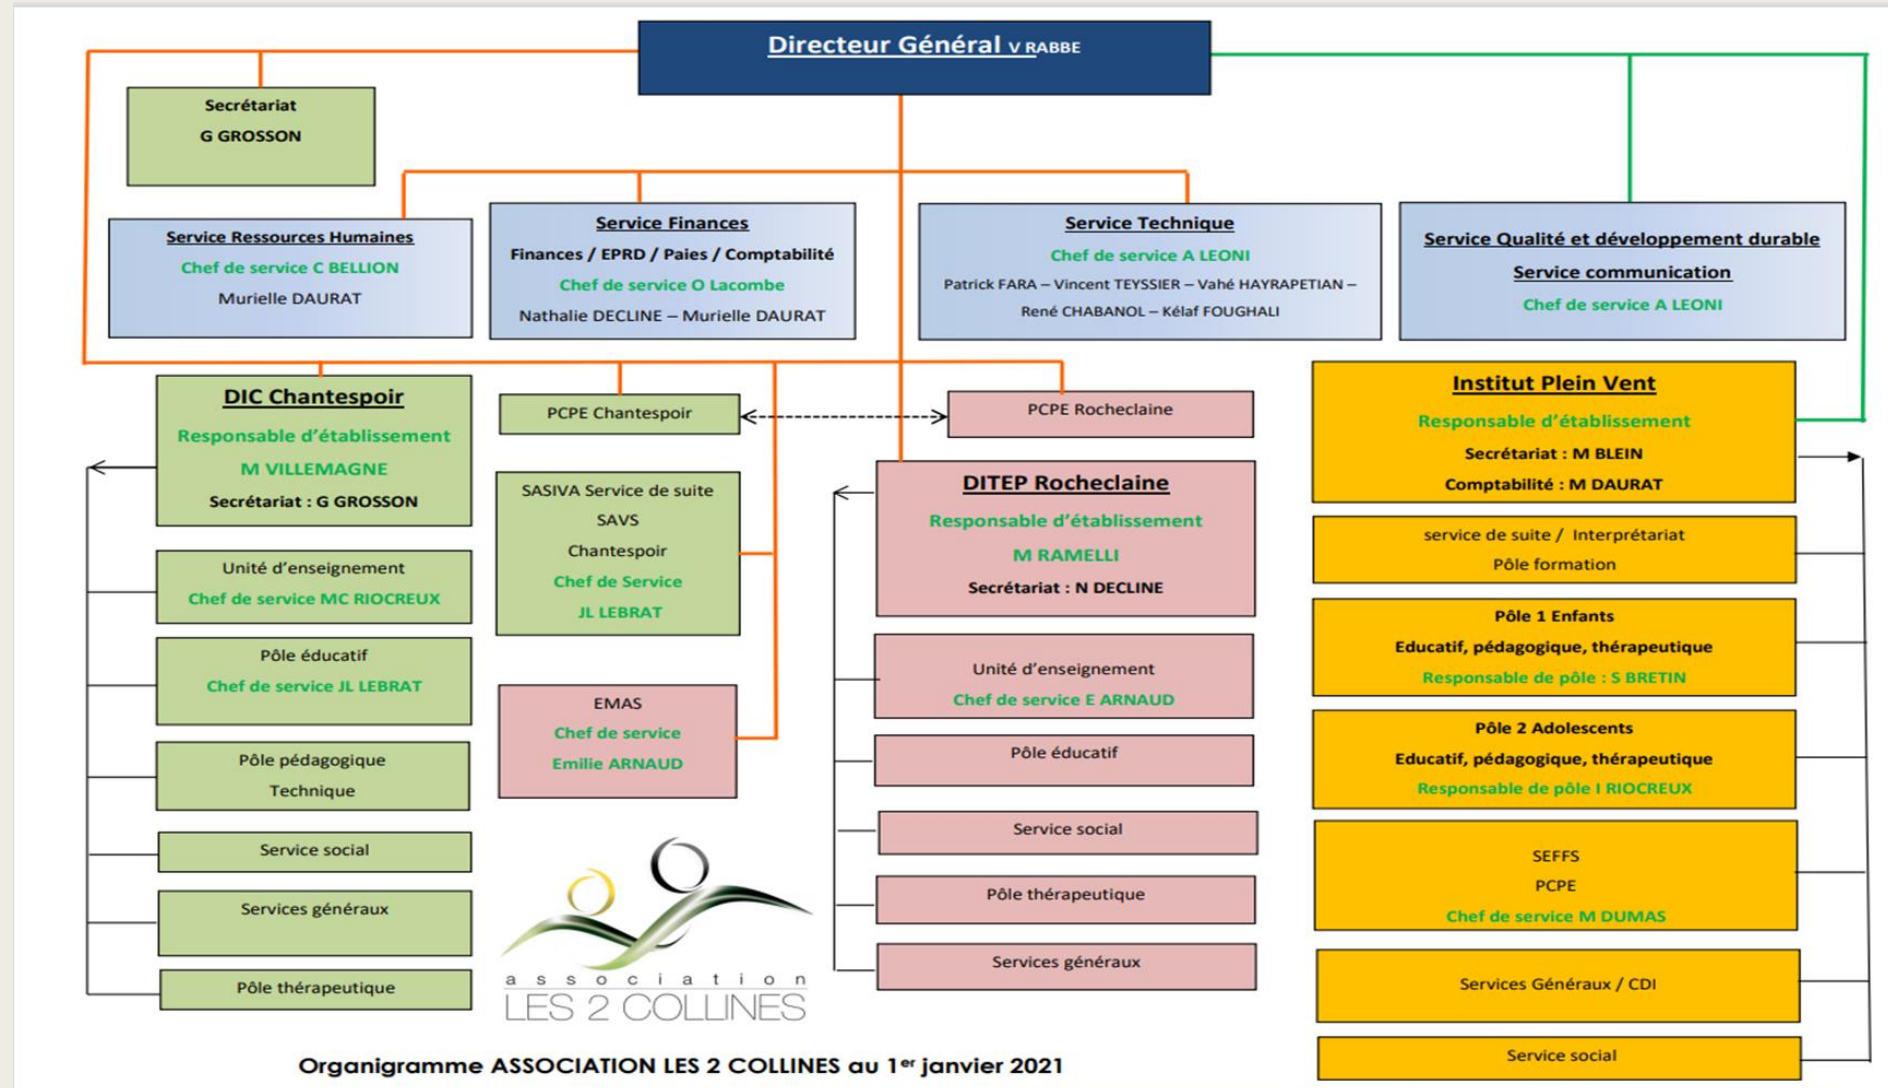 Directeur Général V RABBE
Secrétariat
G GROSSON
Service Ressources Humaines
Chef de service C BELLION
Murielle DAURAT
Service Finances
Finances / EPRD / Paies / Comptabilité
Chef de service O Lacombe
Nathalie DECLINE – Murielle DAURAT
Service Technique
Chef de service A LEONI
Patrick FARA – Vincent TEYSSIER – Vahé HAYRAPETIAN –
René CHABANOL – Kélaf FOUGHALI
Service Qualité et développement durable
Service communication
Chef de service A LEONI
DIC Chantespoir
Responsable d'établissement
M VILLEMAGNE
Secrétariat : G GROSSON
Unité d'enseignement
Chef de service MC RIOCREUX
Pôle éducatif
Chef de service JL LEBRAT
Pôle pédagogique
Technique
Service social
Services généraux
Pôle thérapeutique
PCPE Chantespoir
SASIVA Service de suite
SAVS
Chantespoir
Chef de Service
JL LEBRAT
EMAS
Chef de service
Emilie ARNAUD
PCPE Rocheclaine
DITEP Rocheclaine
Responsable d'établissement
M RAMELLI
Secrétariat : N DECLINE
Unité d'enseignement
Chef de service E ARNAUD
Pôle éducatif
Service social
Pôle thérapeutique
Services généraux
Institut Plein Vent
Responsable d'établissement
Secrétariat : M BLEIN
Comptabilité : M DAURAT
service de suite / Interprétariat
Pôle formation
Pôle 1 Enfants
Educatif, pédagogique, thérapeutique
Responsable de pôle : S BRETIN
Pôle 2 Adolescents
Educatif, pédagogique, thérapeutique
Responsable de pôle I RIOCREUX
SEFFS
PCPE
Chef de service M DUMAS
Services Généraux / CDI
Service social
association
LES 2 COLLINES
Organigramme ASSOCIATION LES 2 COLLINES au 1er janvier 2021